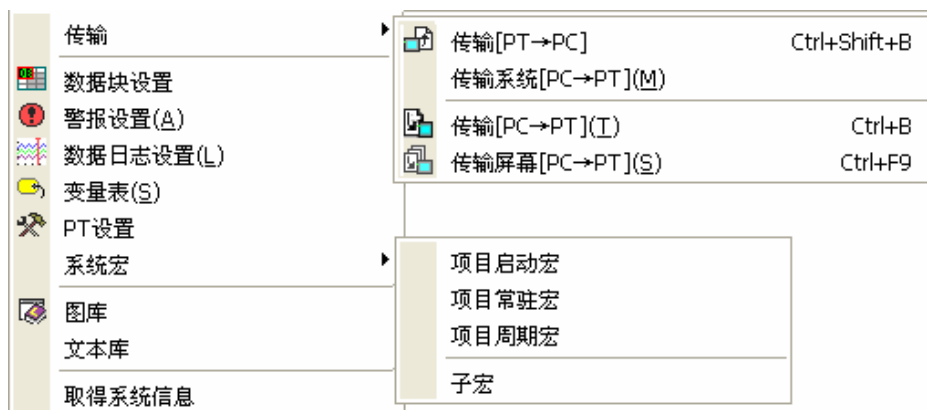 传输
数据块设置
警报设置(A)
数据日志设置(L)
变量表(S)
PT设置
系统宏
图库
文本库
取得系统信息
传输[PT→PC] Ctrl+Shift+B
传输系统[PC→PT](M)
传输[PC→PT](T) Ctrl+B
传输屏幕[PC→PT](S) Ctrl+F9
项目启动宏
项目常驻宏
项目周期宏
子宏